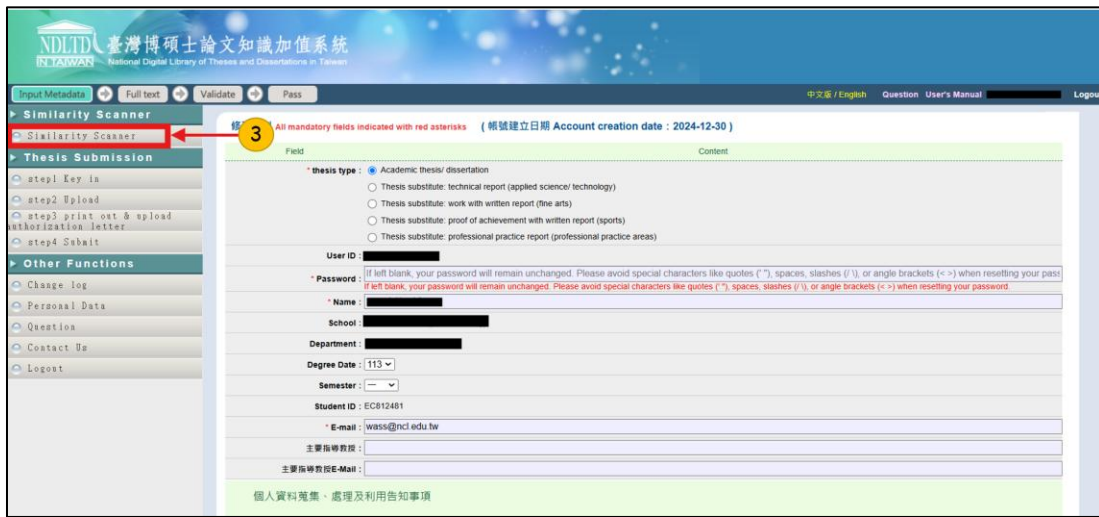 NDLTD 臺灣博碩士論文知識加值系統
IN TAIWAN National Digital Library of Theses and Dissertations in Taiwan
Input Metadata Full text Validate Pass 中文版 / English Question User's Manual Logou
Similarity Scanner
Similarity Scanner
Thesis Submission
step1 Key in
step2 Upload
step3 print out & upload
authorization letter
step4 Submit
Other Functions
Change log
Personal Data
Question
Contact Us
Logout
3
All mandatory fields indicated with red asterisks ( 帳號建立日期 Account creation date : 2024-12-30 )
Field Content
* thesis type : Academic thesis/ dissertation
Thesis substitute: technical report (applied science/ technology)
Thesis substitute: work with written report (fine arts)
Thesis substitute: proof of achievement with written report (sports)
Thesis substitute: professional practice report (professional practice areas)
User ID :
* Password : If left blank, your password will remain unchanged. Please avoid special characters like quotes (' "), spaces, slashes (/ \), or angle brackets (< >) when resetting your pass
If left blank, your password will remain unchanged. Please avoid special characters like quotes (' "), spaces, slashes (/ \), or angle brackets (< >) when resetting your password.
* Name :
School :
Department :
Degree Date : 113
Semester : 一
Student ID : EC812481
* E-mail : wass@ncl.edu.tw
主要指導教授 :
主要指導教授E-Mail :
個人資料蒐集、處理及利用告知事項